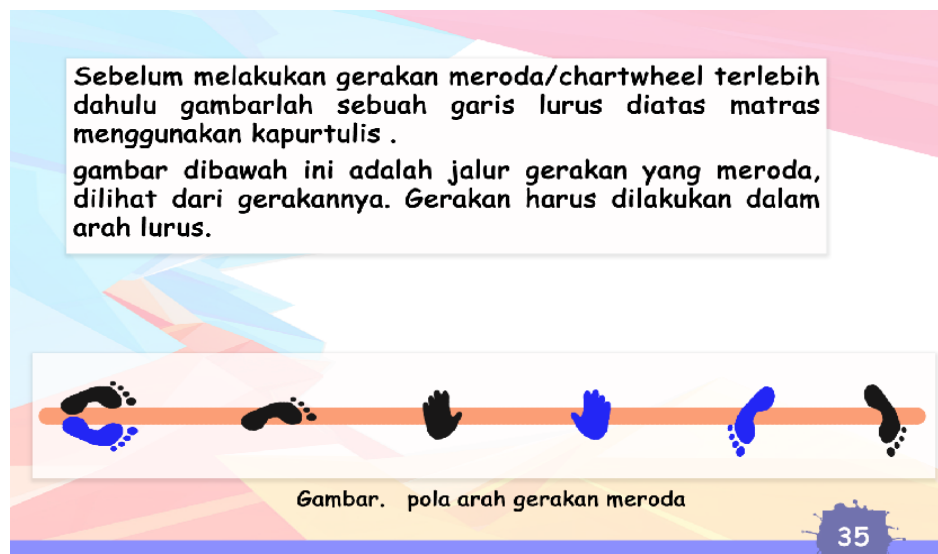 Sebelum melakukan gerakan meroda/chartwheel terlebih
dahulu gambarlah sebuah garis lurus diatas matras
menggunakan kapurtulis .
gambar dibawah ini adalah jalur gerakan yang meroda,
dilihat dari gerakannya. Gerakan harus dilakukan dalam
arah lurus.
Gambar. pola arah gerakan meroda
35